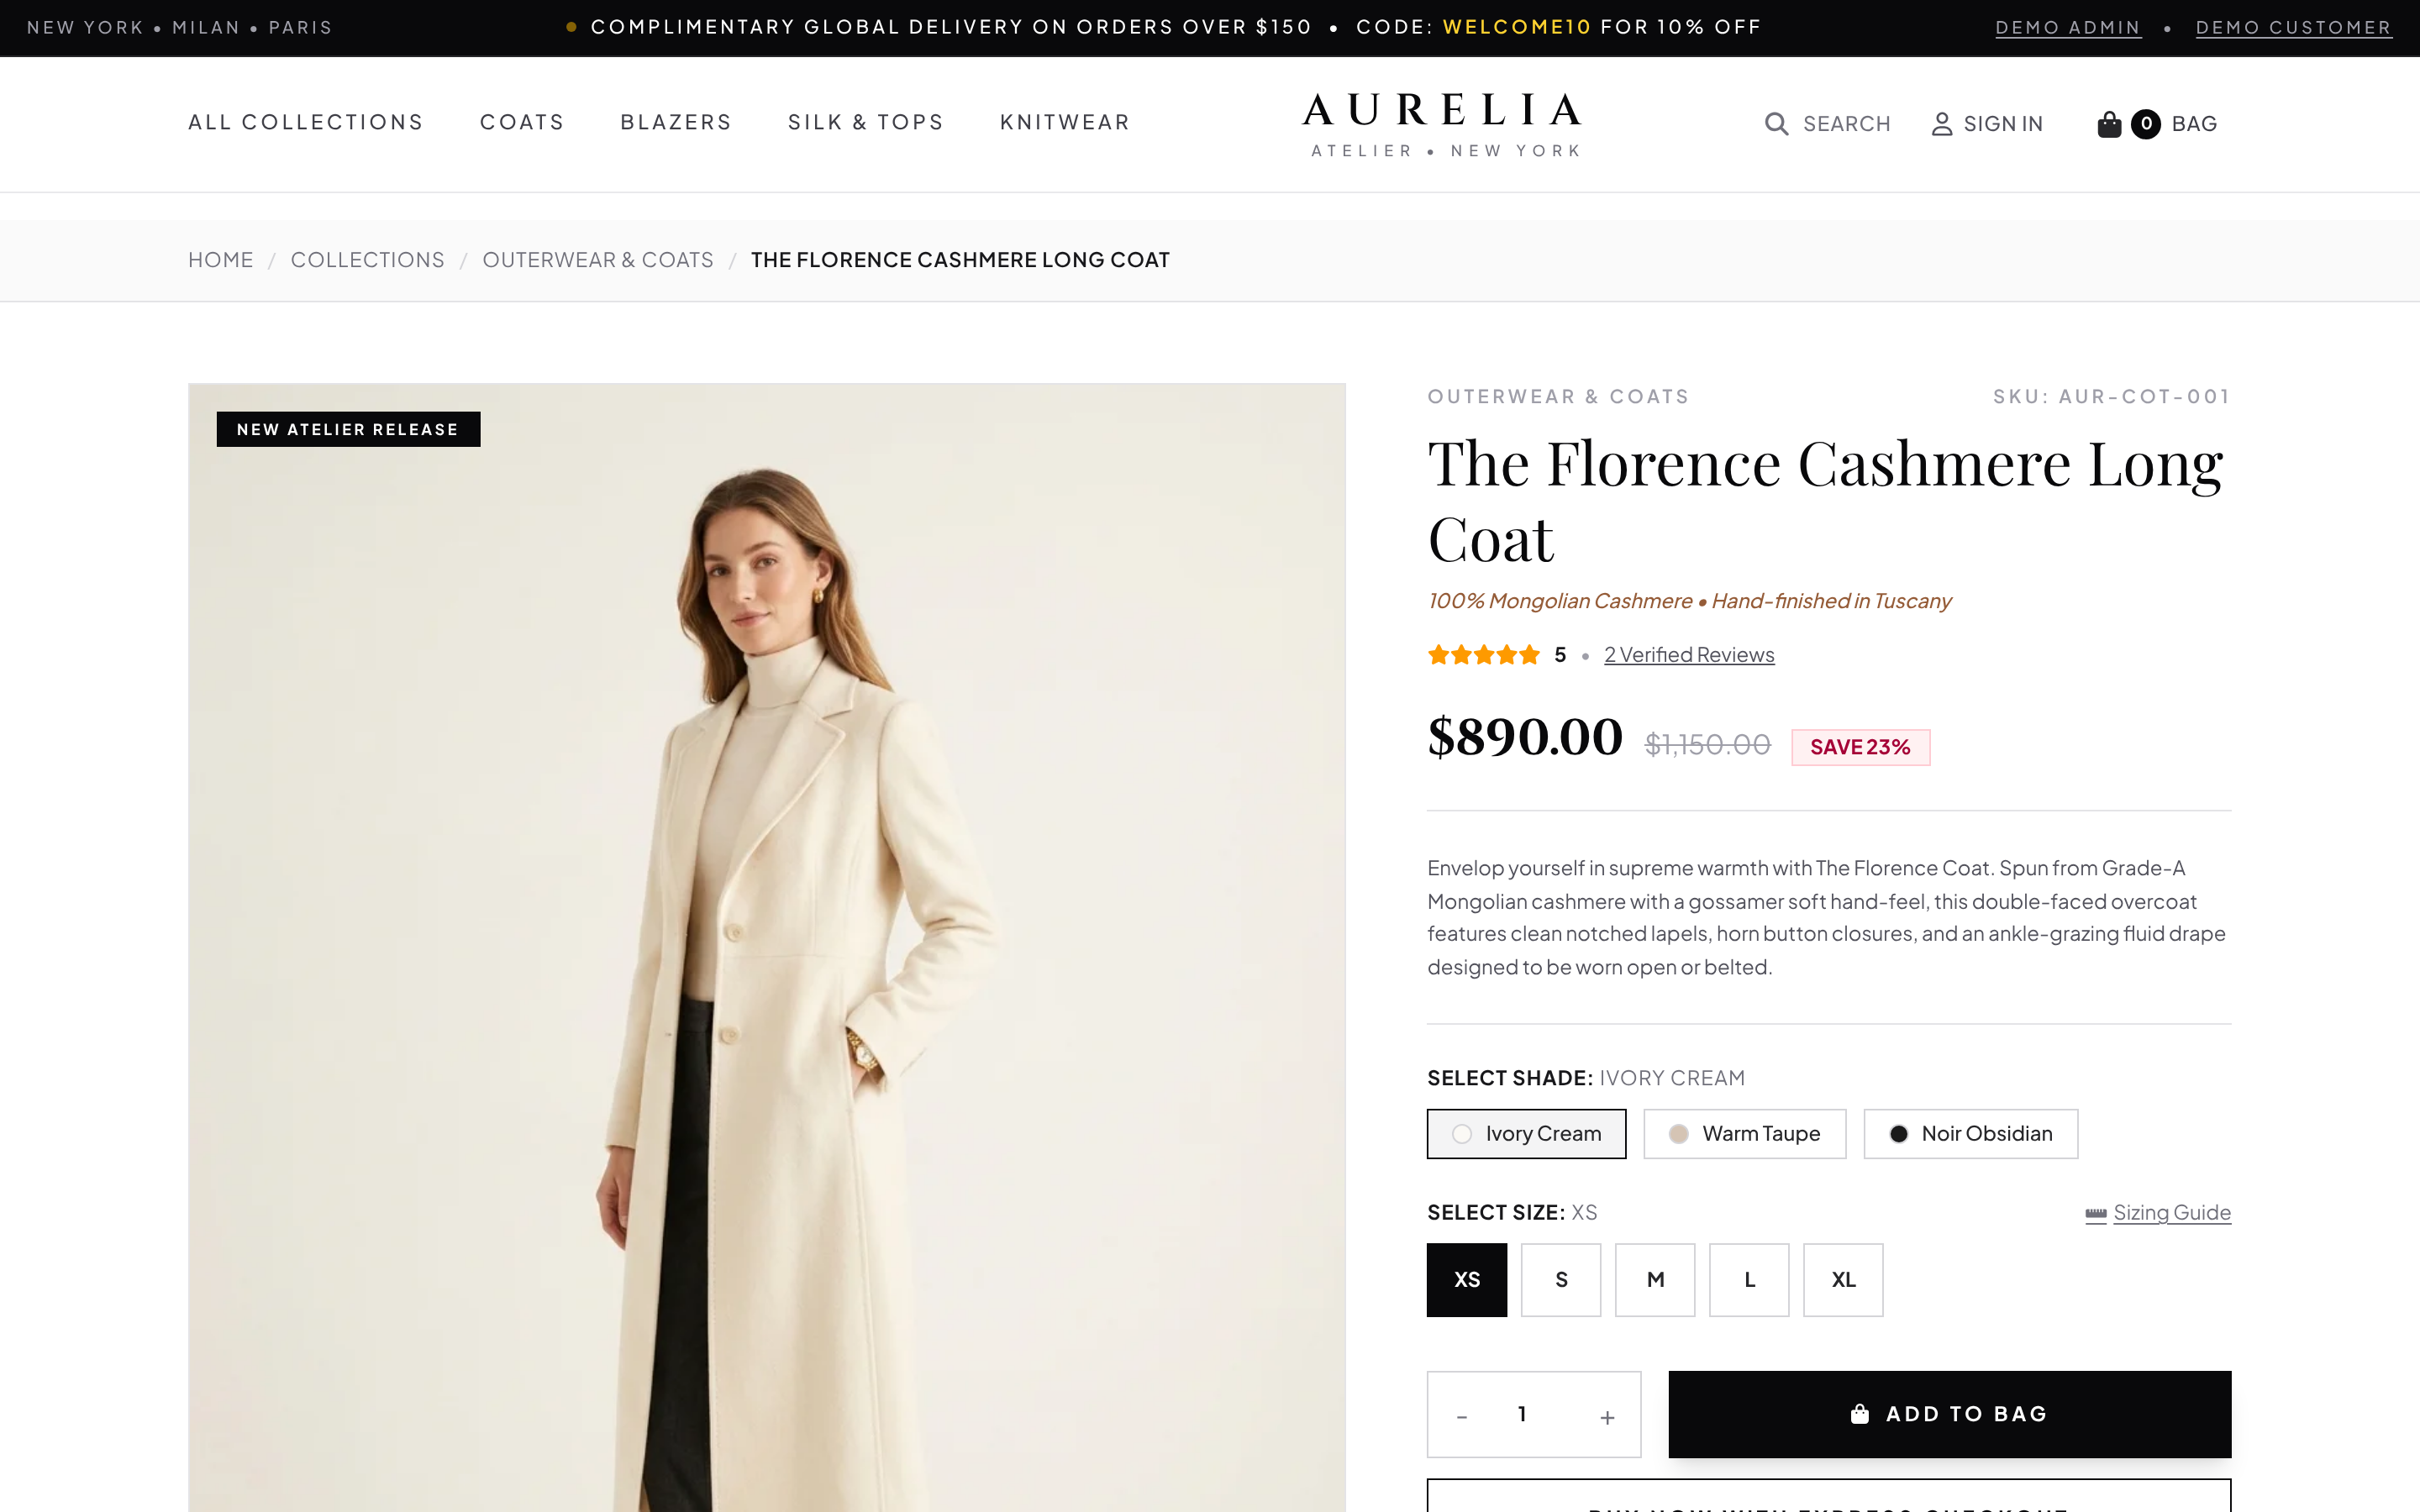 NEW YORK • MILAN • PARIS
COMPLIMENTARY GLOBAL DELIVERY ON ORDERS OVER $150 • CODE: WELCOME10 FOR 10% OFF
DEMO ADMIN • DEMO CUSTOMER
ALL COLLECTIONS COATS BLAZERS SILK & TOPS KNITWEAR
AURELIA
ATELIER • NEW YORK
SEARCH SIGN IN 0 BAG
HOME / COLLECTIONS / OUTERWEAR & COATS / THE FLORENCE CASHMERE LONG COAT
NEW ATELIER RELEASE
OUTERWEAR & COATS SKU: AUR-COT-001
The Florence Cashmere Long
Coat
100% Mongolian Cashmere • Hand-finished in Tuscany
5 • 2 Verified Reviews
$890.00 $1,150.00 SAVE 23%
Envelop yourself in supreme warmth with The Florence Coat. Spun from Grade-A
Mongolian cashmere with a gossamer soft hand-feel, this double-faced overcoat
features clean notched lapels, horn button closures, and an ankle-grazing fluid drape
designed to be worn open or belted.
SELECT SHADE: IVORY CREAM
Ivory Cream Warm Taupe Noir Obsidian
SELECT SIZE: XS Sizing Guide
XS S M L XL
- 1 + ADD TO BAG
BUY NOW WITH EXPRESS CHECKOUT